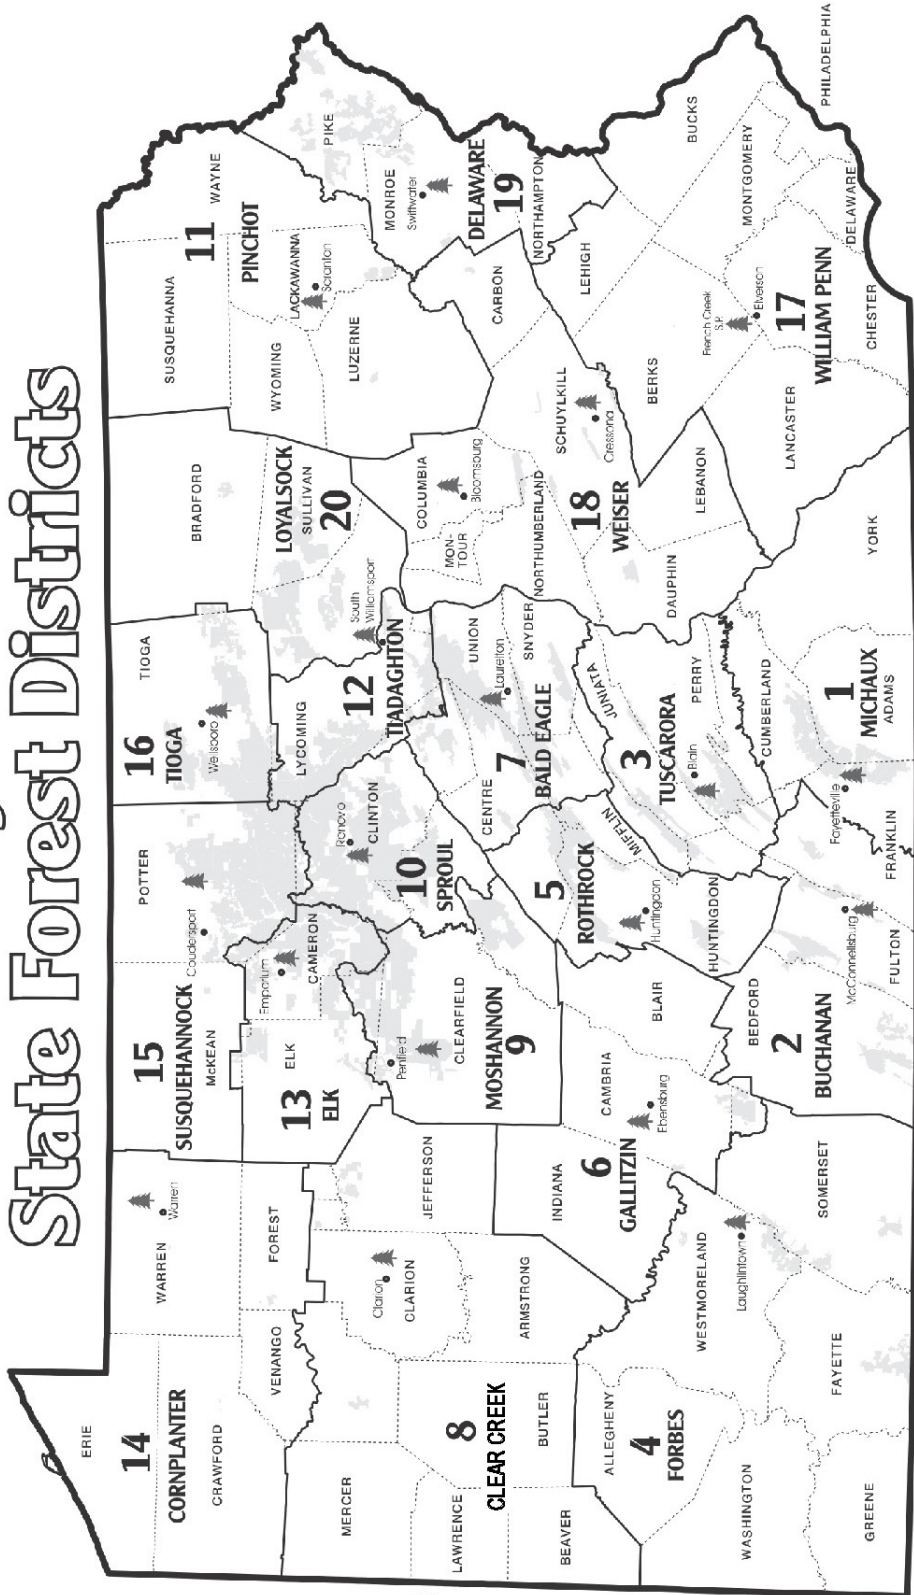 State Forest Districts
ERIE
14
CORNPLANTER
CRAWFORD
WARREN
Warren
FOREST
VENANGO
MERCER
LAWRENCE
BEAVER
8
CLEAR CREEK
BUTLER
Clarion
CLARION
ARMSTRONG
JEFFERSON
15
SUSQUEHANNOCK
McKEAN
POTTER
Coudersport
13
ELK
ELK
Emporium
CAMERON
Penfield
CLEARFIELD
MOSHANNON
9
16
TIOGA
TIOGA
Wellsboro
LYCOMING
12
TIADAGHTON
South
Williamsport
Renovo
CLINTON
10
SPROUL
BRADFORD
LOYALSOCK
SULLIVAN
20
SUSQUEHANNA
WAYNE
11
PINCHOT
WYOMING
LACKAWANNA
Scranton
LUZERNE
PIKE
MONROE
Swiftwater
DELAWARE
19
NORTHAMPTON
CARBON
LEHIGH
COLUMBIA
Bloomsburg
MON-
TOUR
NORTHUMBERLAND
SCHUYLKILL
Cressona
18
WEISER
DAUPHIN
LEBANON
UNION
Laurelton
SNYDER
CENTRE
7
BALD EAGLE
5
ROTHROCK
MIFFLIN
Huntingdon
HUNTINGDON
JUNIATA
3
TUSCARORA
PERRY
Blain
INDIANA
6
GALLITZIN
CAMBRIA
Ebensburg
BLAIR
ALLEGHENY
4
FORBES
WESTMORELAND
Laughlintown
WASHINGTON
GREENE
FAYETTE
SOMERSET
BEDFORD
2
BUCHANAN
McConnellsburg
FULTON
FRANKLIN
Fayetteville
CUMBERLAND
1
MICHAUX
ADAMS
YORK
LANCASTER
BERKS
French Creek
S.P.
Elverson
17
WILLIAM PENN
CHESTER
DELAWARE
MONTGOMERY
BUCKS
PHILADELPHIA